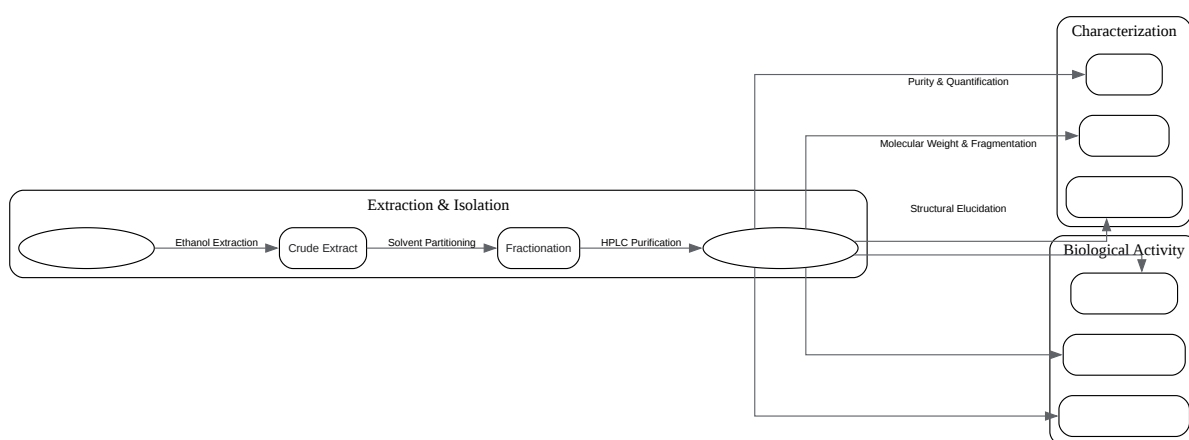 Characterization
Purity & Quantification
Molecular Weight & Fragmentation
Extraction & Isolation
Structural Elucidation
Ethanol Extraction
Crude Extract
Solvent Partitioning
Fractionation
HPLC Purification
Biological Activity